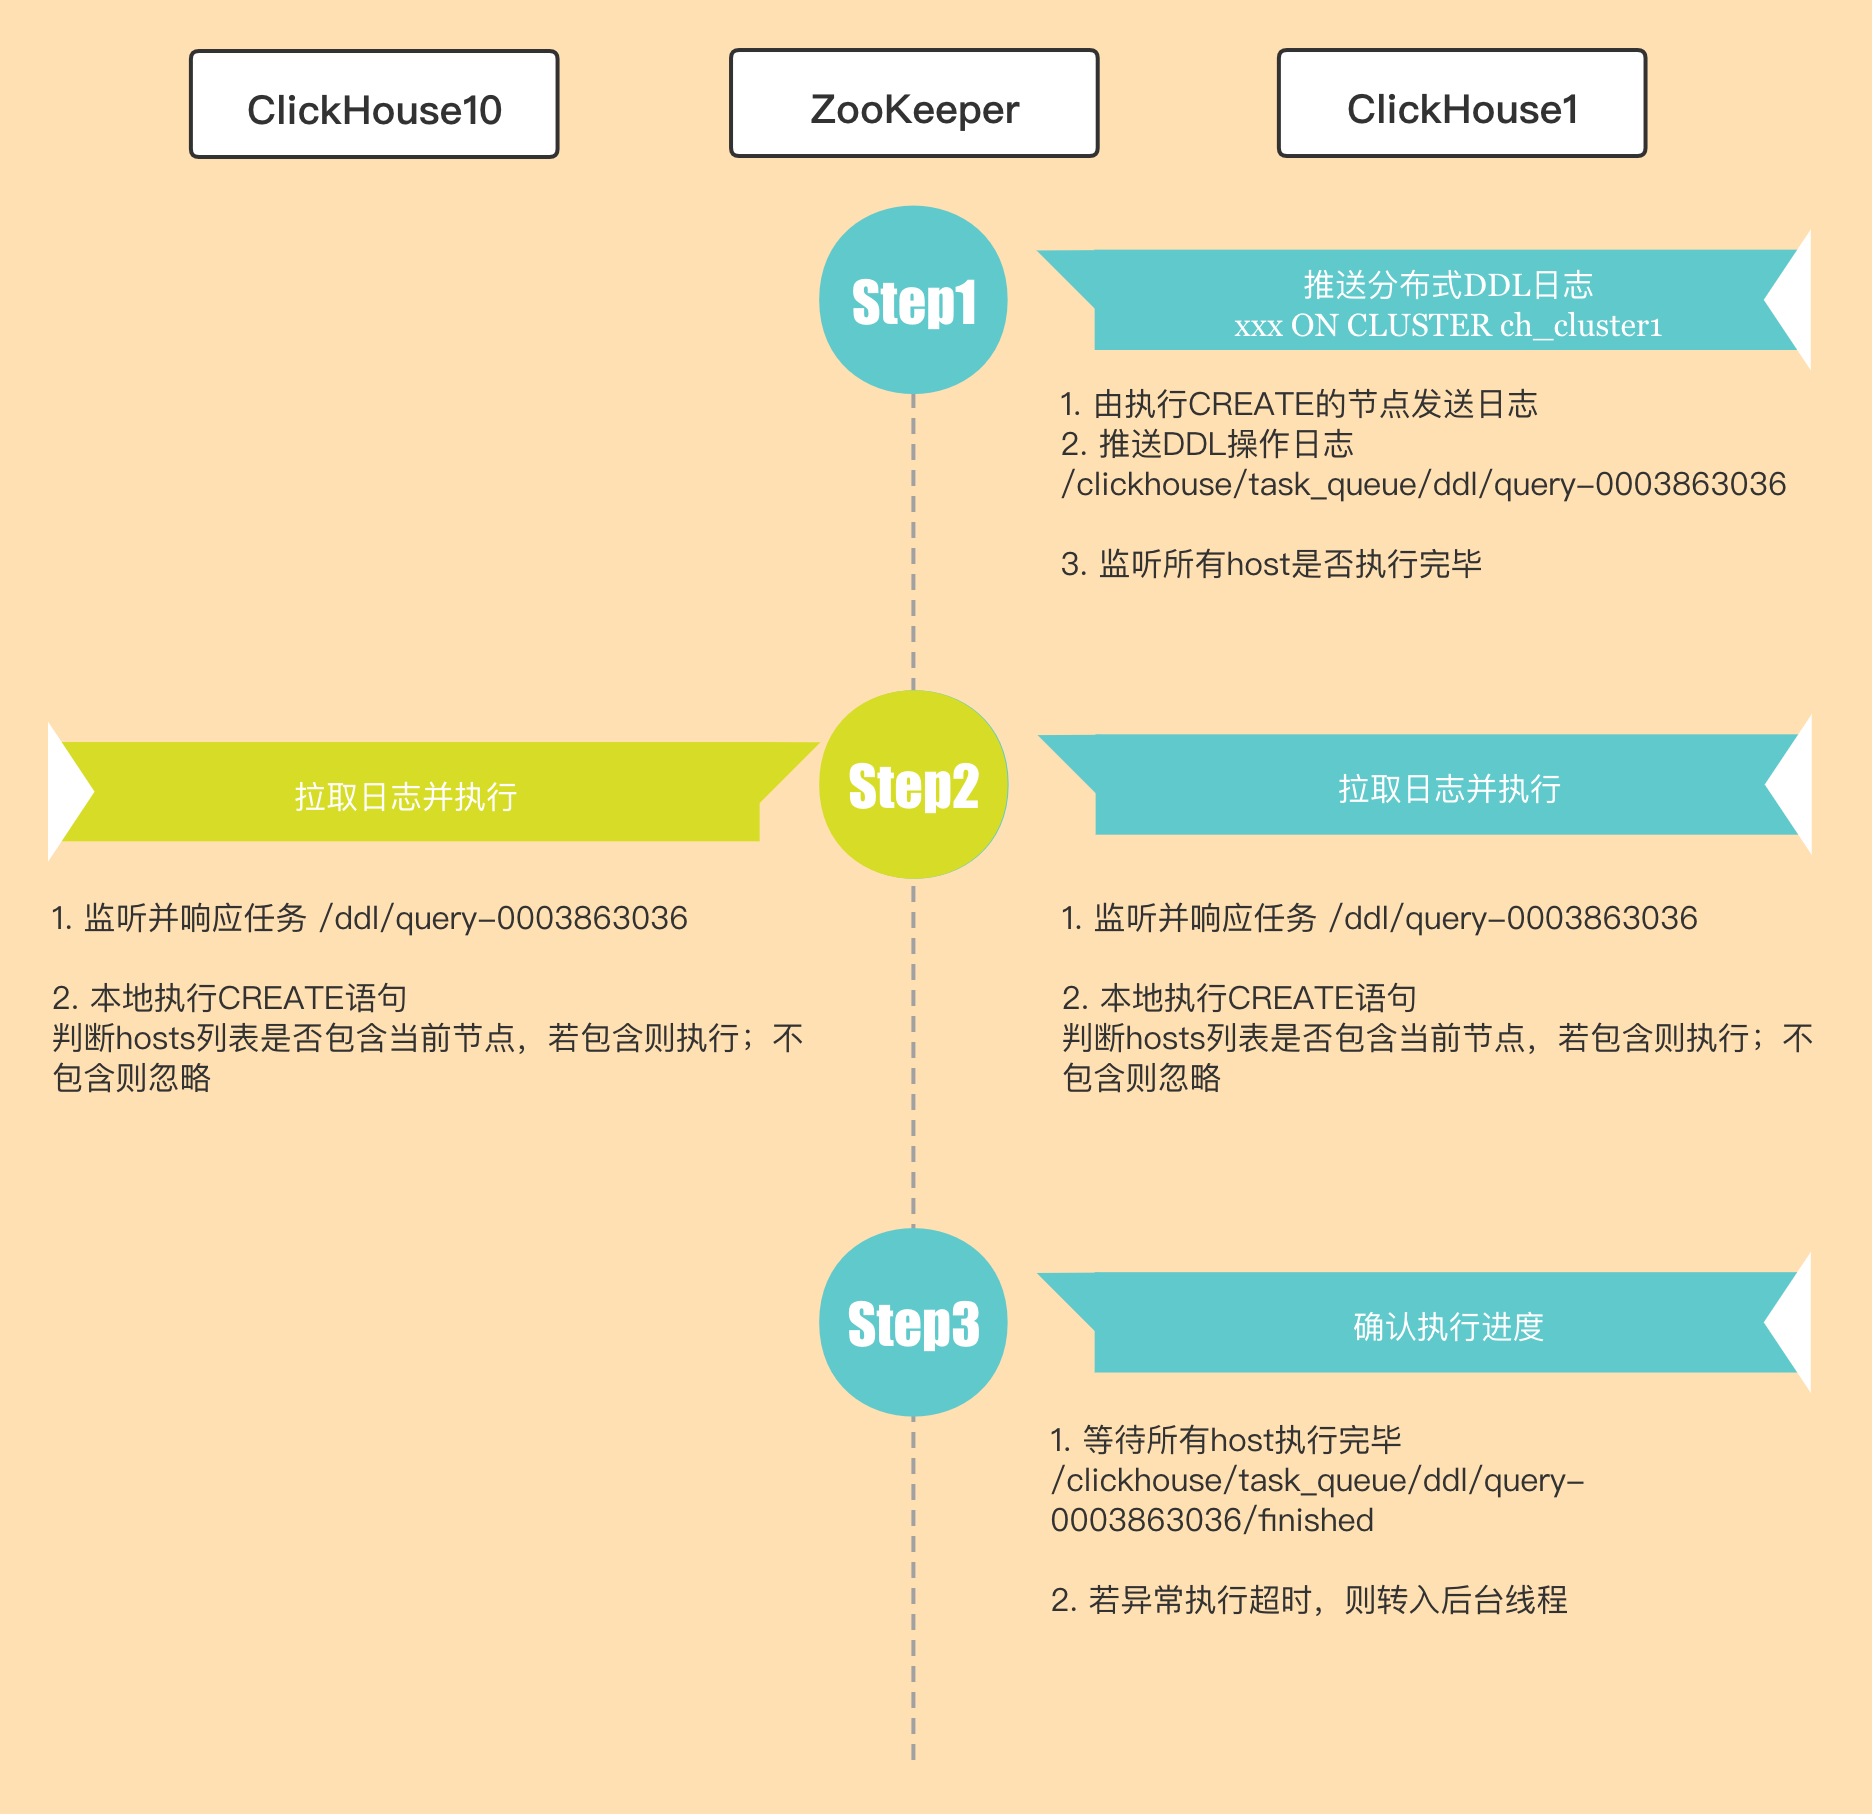 ClickHouse10
ZooKeeper
ClickHouse1
Step1
推送分布式DDL日志
xxx ON CLUSTER ch_cluster1
1. 由执行CREATE的节点发送日志
2. 推送DDL操作日志
/clickhouse/task_queue/ddl/query-0003863036
3. 监听所有host是否执行完毕
拉取日志并执行
Step2
拉取日志并执行
1. 监听并响应任务 /ddl/query-0003863036
2. 本地执行CREATE语句
判断hosts列表是否包含当前节点，若包含则执行；不
包含则忽略
1. 监听并响应任务 /ddl/query-0003863036
2. 本地执行CREATE语句
判断hosts列表是否包含当前节点，若包含则执行；不
包含则忽略
Step3
确认执行进度
1. 等待所有host执行完毕
/clickhouse/task_queue/ddl/query-
0003863036/finished
2. 若异常执行超时，则转入后台线程